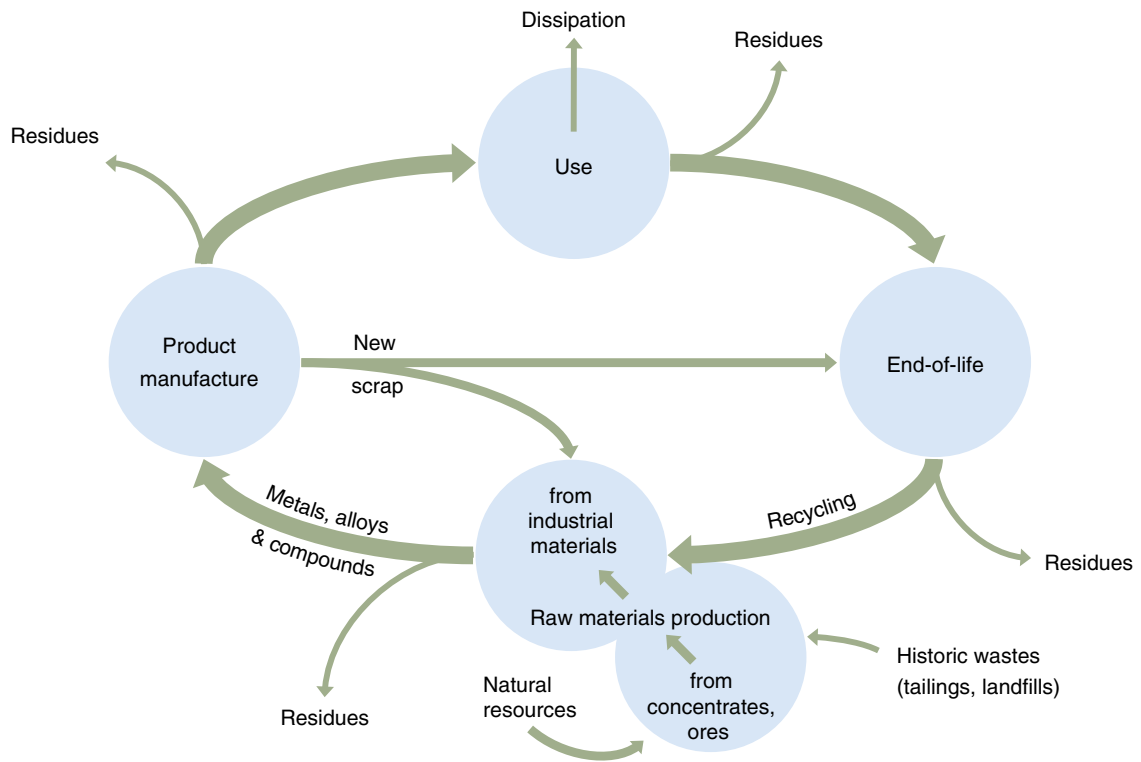 Dissipation
Residues
Residues
Use
Product
manufacture
New
scrap
End-of-life
Metals, alloys
& compounds
from
industrial
materials
Recycling
Residues
Raw materials production
Residues
Natural
resources
from
concentrates,
ores
Historic wastes
(tailings, landfills)